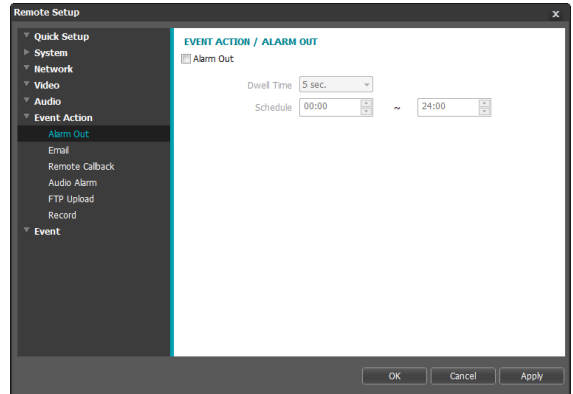 Remote Setup
x
Quick Setup
System
Network
Video
Audio
Event Action
Alarm Out
Email
Remote Callback
Audio Alarm
FTP Upload
Record
Event
EVENT ACTION / ALARM OUT
Alarm Out
Dwell Time 5 sec.
Schedule 00:00 ~ 24:00
OK Cancel Apply